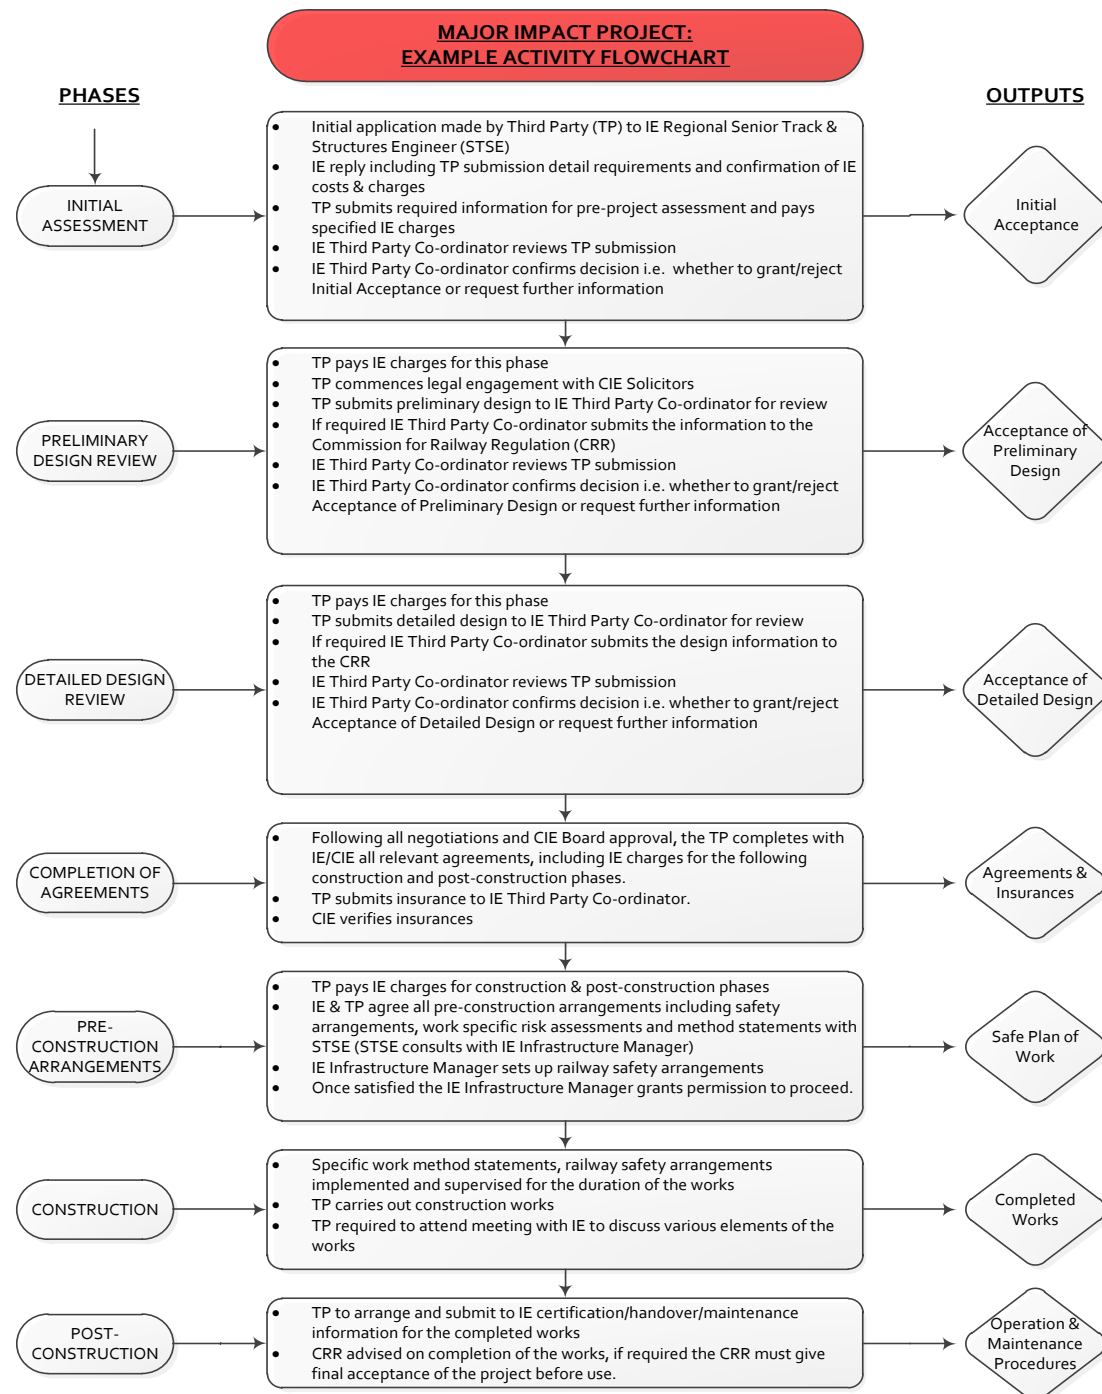 MAJOR IMPACT PROJECT:
EXAMPLE ACTIVITY FLOWCHART
PHASES
OUTPUTS
INITIAL
ASSESSMENT
• Initial application made by Third Party (TP) to IE Regional Senior Track &
Structures Engineer (STSE)
• IE reply including TP submission detail requirements and confirmation of IE
costs & charges
• TP submits required information for pre-project assessment and pays
specified IE charges
• IE Third Party Co-ordinator reviews TP submission
• IE Third Party Co-ordinator confirms decision i.e. whether to grant/reject
Initial Acceptance or request further information
Initial
Acceptance
PRELIMINARY
DESIGN REVIEW
• TP pays IE charges for this phase
• TP commences legal engagement with CIE Solicitors
• TP submits preliminary design to IE Third Party Co-ordinator for review
• If required IE Third Party Co-ordinator submits the information to the
Commission for Railway Regulation (CRR)
• IE Third Party Co-ordinator reviews TP submission
• IE Third Party Co-ordinator confirms decision i.e. whether to grant/reject
Acceptance of Preliminary Design or request further information
Acceptance of
Preliminary
Design
DETAILED DESIGN
REVIEW
• TP pays IE charges for this phase
• TP submits detailed design to IE Third Party Co-ordinator for review
• If required IE Third Party Co-ordinator submits the design information to
the CRR
• IE Third Party Co-ordinator reviews TP submission
• IE Third Party Co-ordinator confirms decision i.e. whether to grant/reject
Acceptance of Detailed Design or request further information
Acceptance of
Detailed Design
COMPLETION OF
AGREEMENTS
• Following all negotiations and CIE Board approval, the TP completes with
IE/CIE all relevant agreements, including IE charges for the following
construction and post-construction phases.
• TP submits insurance to IE Third Party Co-ordinator.
• CIE verifies insurances
Agreements &
Insurances
PRE-
CONSTRUCTION
ARRANGEMENTS
• TP pays IE charges for construction & post-construction phases
• IE & TP agree all pre-construction arrangements including safety
arrangements, work specific risk assessments and method statements with
STSE (STSE consults with IE Infrastructure Manager)
• IE Infrastructure Manager sets up railway safety arrangements
• Once satisfied the IE Infrastructure Manager grants permission to proceed.
Safe Plan of
Work
CONSTRUCTION
• Specific work method statements, railway safety arrangements
implemented and supervised for the duration of the works
• TP carries out construction works
• TP required to attend meeting with IE to discuss various elements of the
works
Completed
Works
POST-
CONSTRUCTION
• TP to arrange and submit to IE certification/handover/maintenance
information for the completed works
• CRR advised on completion of the works, if required the CRR must give
final acceptance of the project before use.
Operation &
Maintenance
Procedures